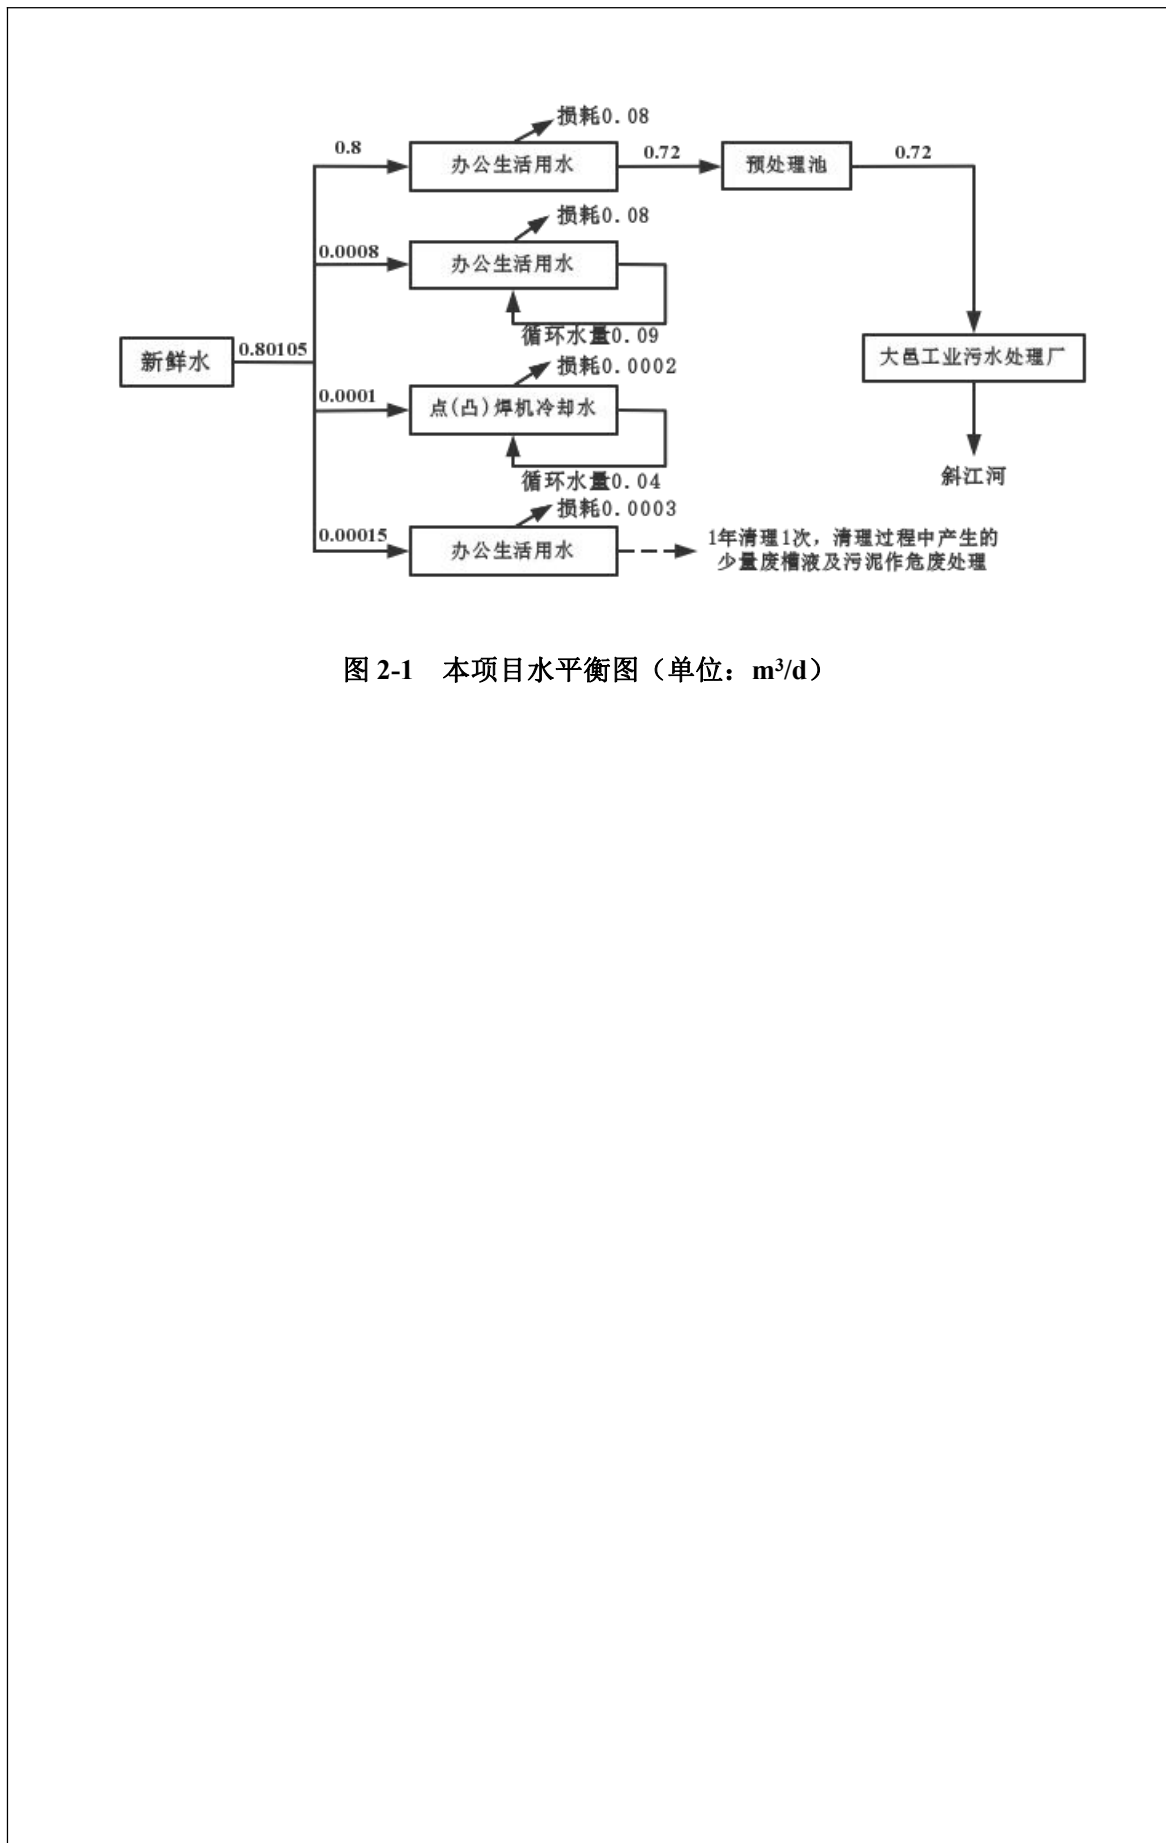 损耗0.08
0.8
办公生活用水
0.72
预处理池
0.72
损耗0.08
0.0008
办公生活用水
循环水量0.09
新鲜水
0.80105
大邑工业污水处理厂
损耗0.0002
0.0001
点(凸)焊机冷却水
循环水量0.04
斜江河
损耗0.0003
0.00015
办公生活用水
1年清理1次，清理过程中产生的
少量废槽液及污泥作危废处理
图 2-1 本项目水平衡图（单位：m³/d）